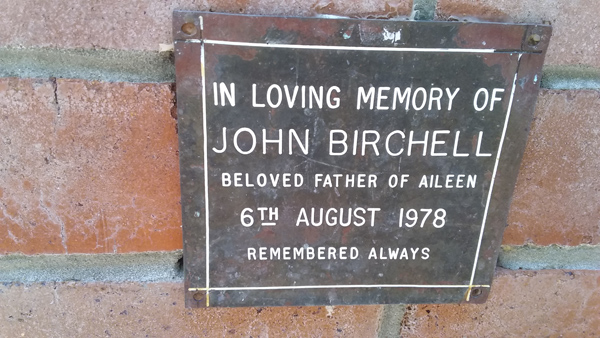 IN LOVING MEMORY OF
JOHN BIRCHELL
BELOVED FATHER OF AILEEN
6TH AUGUST 1978
REMEMBERED ALWAYS